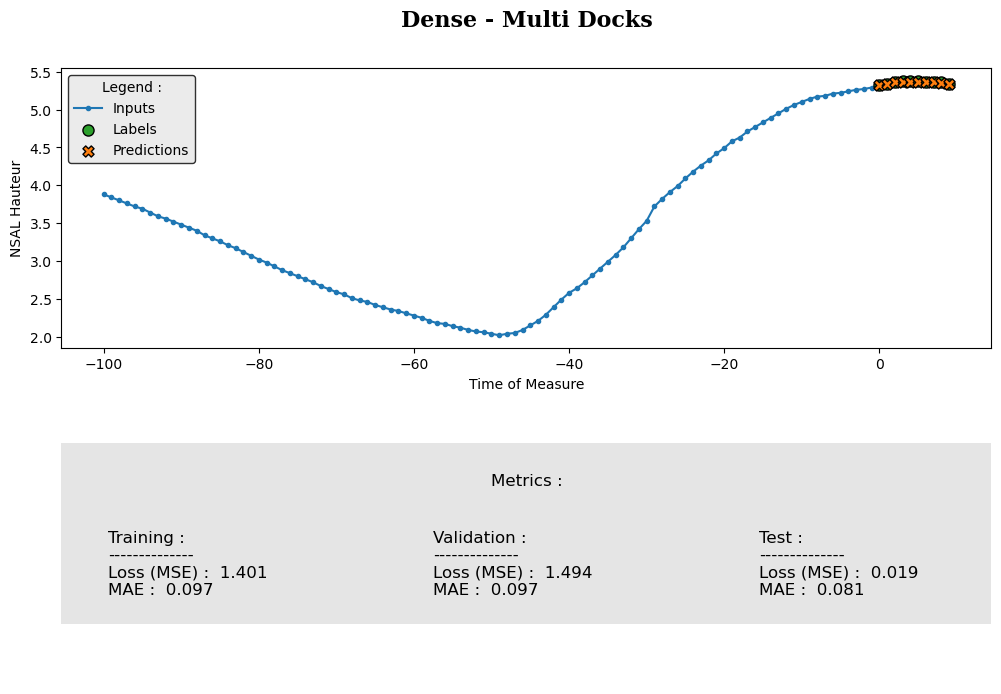 Dense - Multi Docks
Legend :
Inputs
Labels
Predictions
NSAL Hauteur
5.5
5.0
4.5
4.0
3.5
3.0
2.5
2.0
−100 −80 −60 −40 −20 0
Time of Measure
Metrics :
Training : Validation : Test :
-------------- -------------- --------------
Loss (MSE) : 1.401 Loss (MSE) : 1.494 Loss (MSE) : 0.019
MAE : 0.097 MAE : 0.097 MAE : 0.081